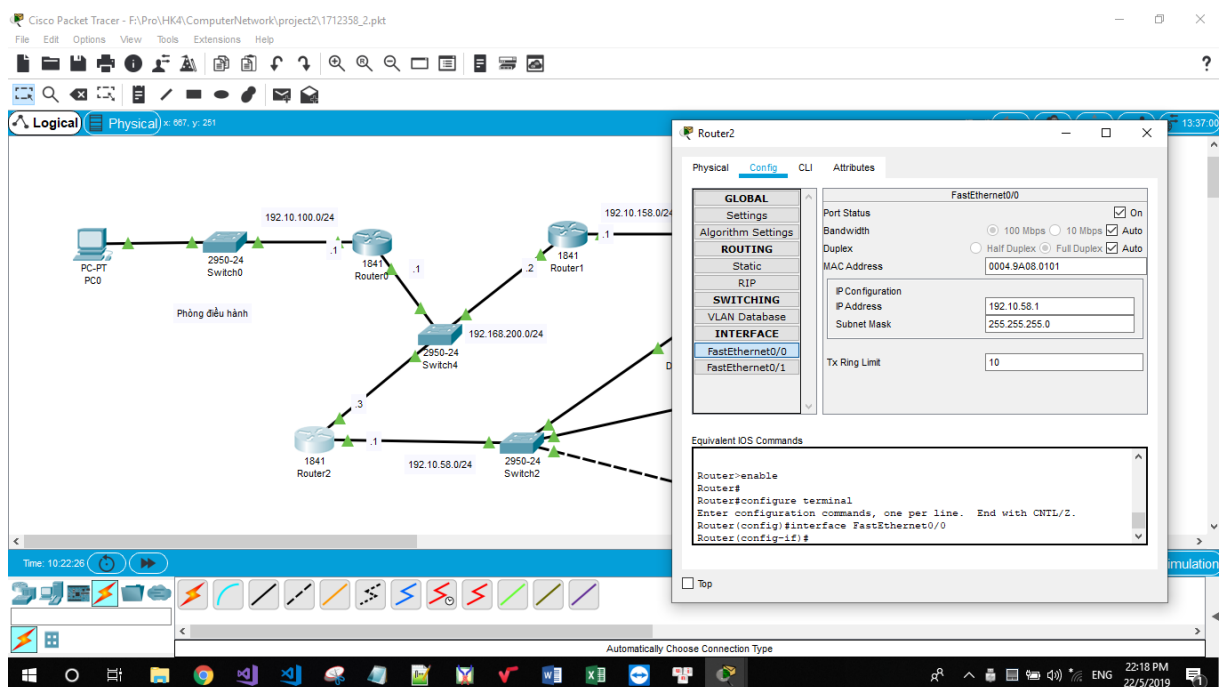 Cisco Packet Tracer - F:\Pro\HK4\ComputerNetwork\project2\1712358_2.pkt
File Edit Options View Tools Extensions Help
Logical Physical x: 667, y: 251
13:37:00
192.10.100.0/24
.1
PC-PT
PC0
2950-24
Switch0
1841
Router0
.1
Phòng điều hành
192.10.158.0/24
.1
1841
Router1
.2
192.168.200.0/24
2950-24
Switch4
.3
.1
1841
Router2
192.10.58.0/24
2950-24
Switch2
D
Router2
Physical Config CLI Attributes
GLOBAL
Settings
Algorithm Settings
ROUTING
Static
RIP
SWITCHING
VLAN Database
INTERFACE
FastEthernet0/0
FastEthernet0/1
FastEthernet0/0
Port Status On
Bandwidth 100 Mbps 10 Mbps Auto
Duplex Half Duplex Full Duplex Auto
MAC Address 0004.9A08.0101
IP Configuration
IP Address 192.10.58.1
Subnet Mask 255.255.255.0
Tx Ring Limit 10
Equivalent IOS Commands
Router>enable
Router#
Router#configure terminal
Enter configuration commands, one per line. End with CNTL/Z.
Router(config)#interface FastEthernet0/0
Router(config-if)#
Top
Time: 10:22:26
imulation
Automatically Choose Connection Type
ENG
22:18 PM
22/5/2019